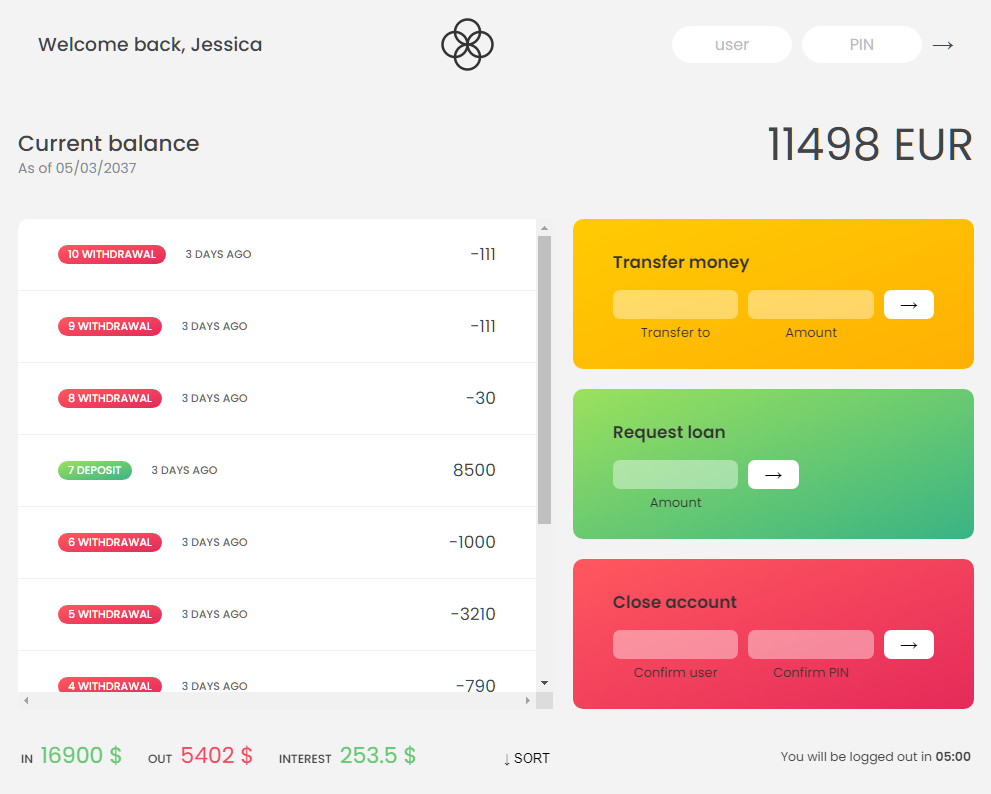 Welcome back, Jessica
user
PIN
→
Current balance
As of 05/03/2037
11498 EUR
10 WITHDRAWAL 3 DAYS AGO -111
9 WITHDRAWAL 3 DAYS AGO -111
8 WITHDRAWAL 3 DAYS AGO -30
7 DEPOSIT 3 DAYS AGO 8500
6 WITHDRAWAL 3 DAYS AGO -1000
5 WITHDRAWAL 3 DAYS AGO -3210
4 WITHDRAWAL 3 DAYS AGO -790
Transfer money
→
Transfer to Amount
Request loan
→
Amount
Close account
→
Confirm user Confirm PIN
IN 16900 $ OUT 5402 $ INTEREST 253.5 $ ↓ SORT
You will be logged out in 05:00